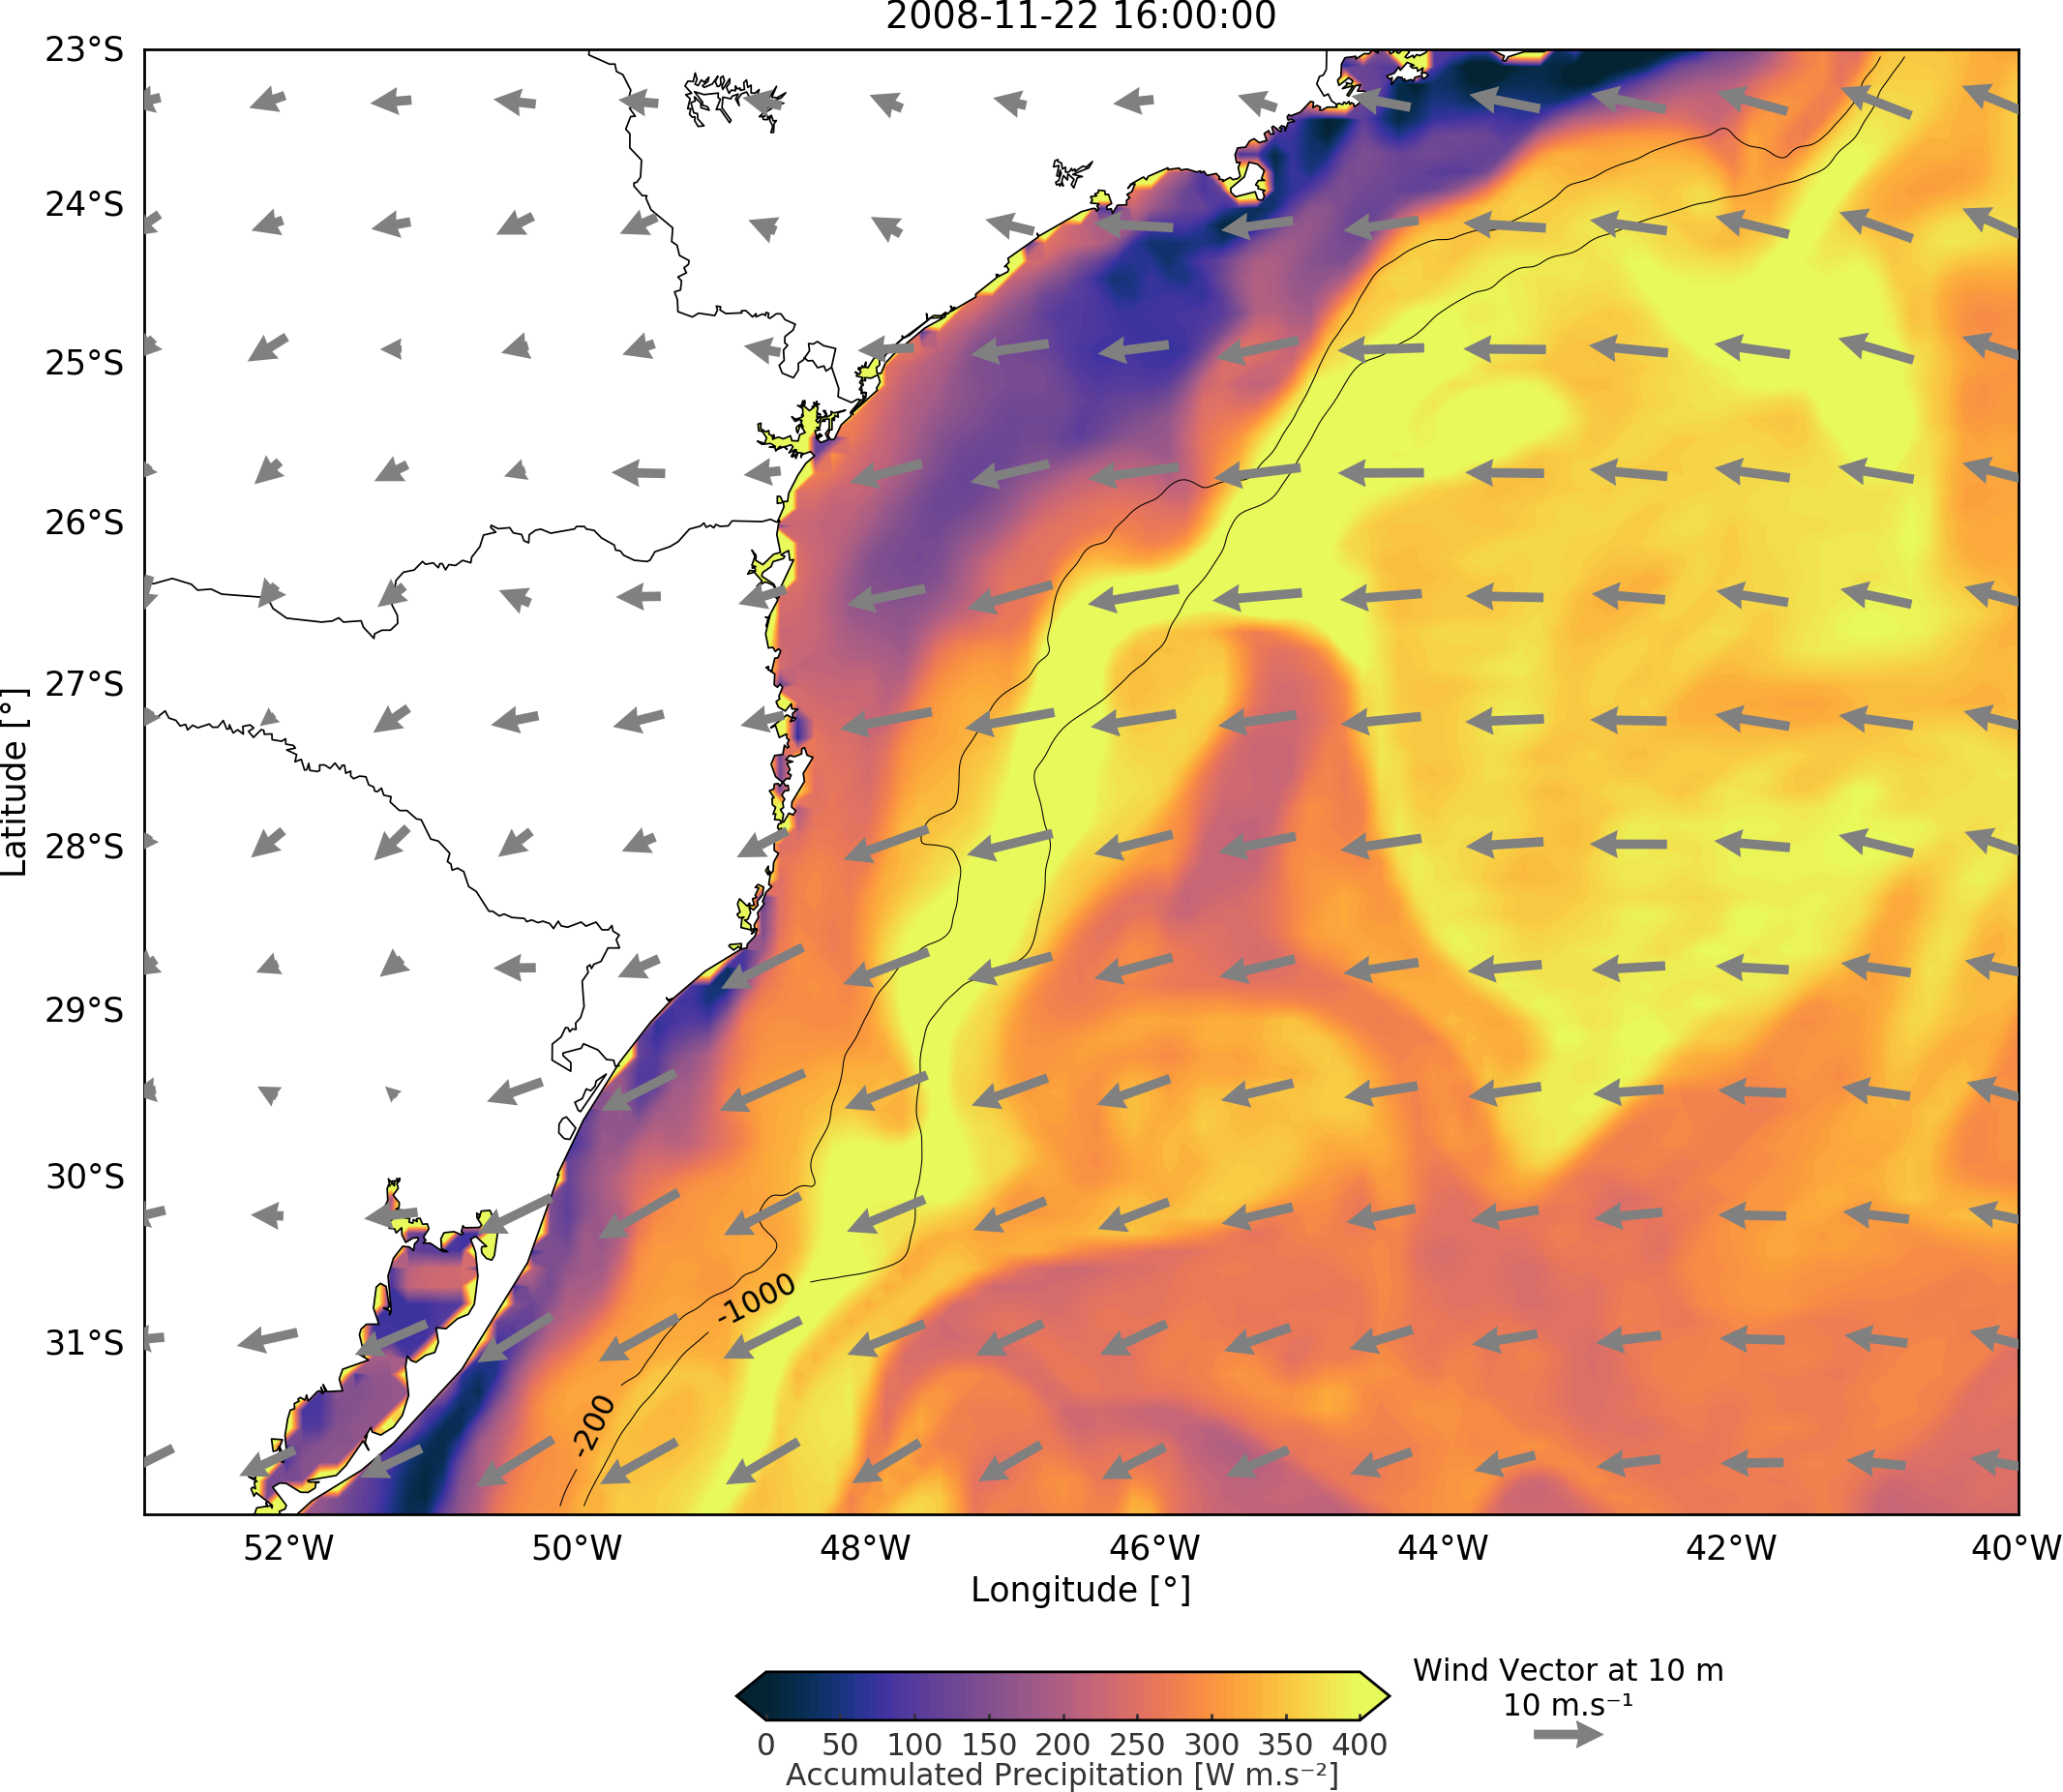 2008-11-22 16:00:00
23°S
24°S
25°S
26°S
27°S
28°S
29°S
30°S
31°S
Latitude [°]
-1000
-200
52°W
50°W
48°W
46°W
44°W
42°W
40°W
Longitude [°]
Wind Vector at 10 m
10 m.s⁻¹
0
50
100
150
200
250
300
350
400
Accumulated Precipitation [W m.s⁻²]